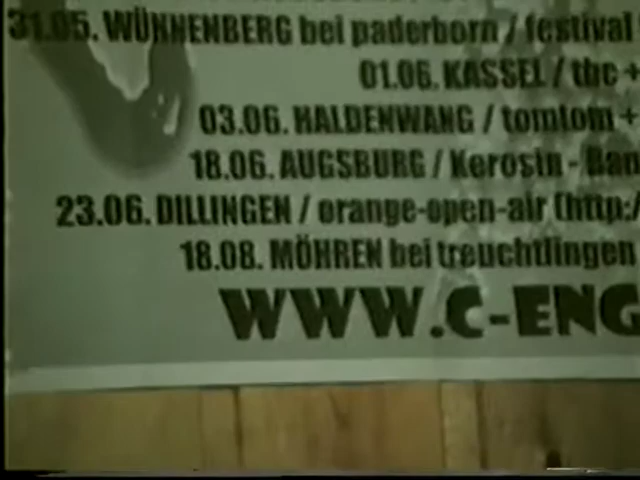 31.05. WÜNNENBERG bei paderborn / festival
01.06. KASSEL / tbc +
03.06. HALDENWANG / tomtom +
18.06. AUGSBURG / Kerosin - Ban
23.06. DILLINGEN / orange-open-air (http:/
18.08. MÖHREN bei treuchtlingen
WWW.C-ENG